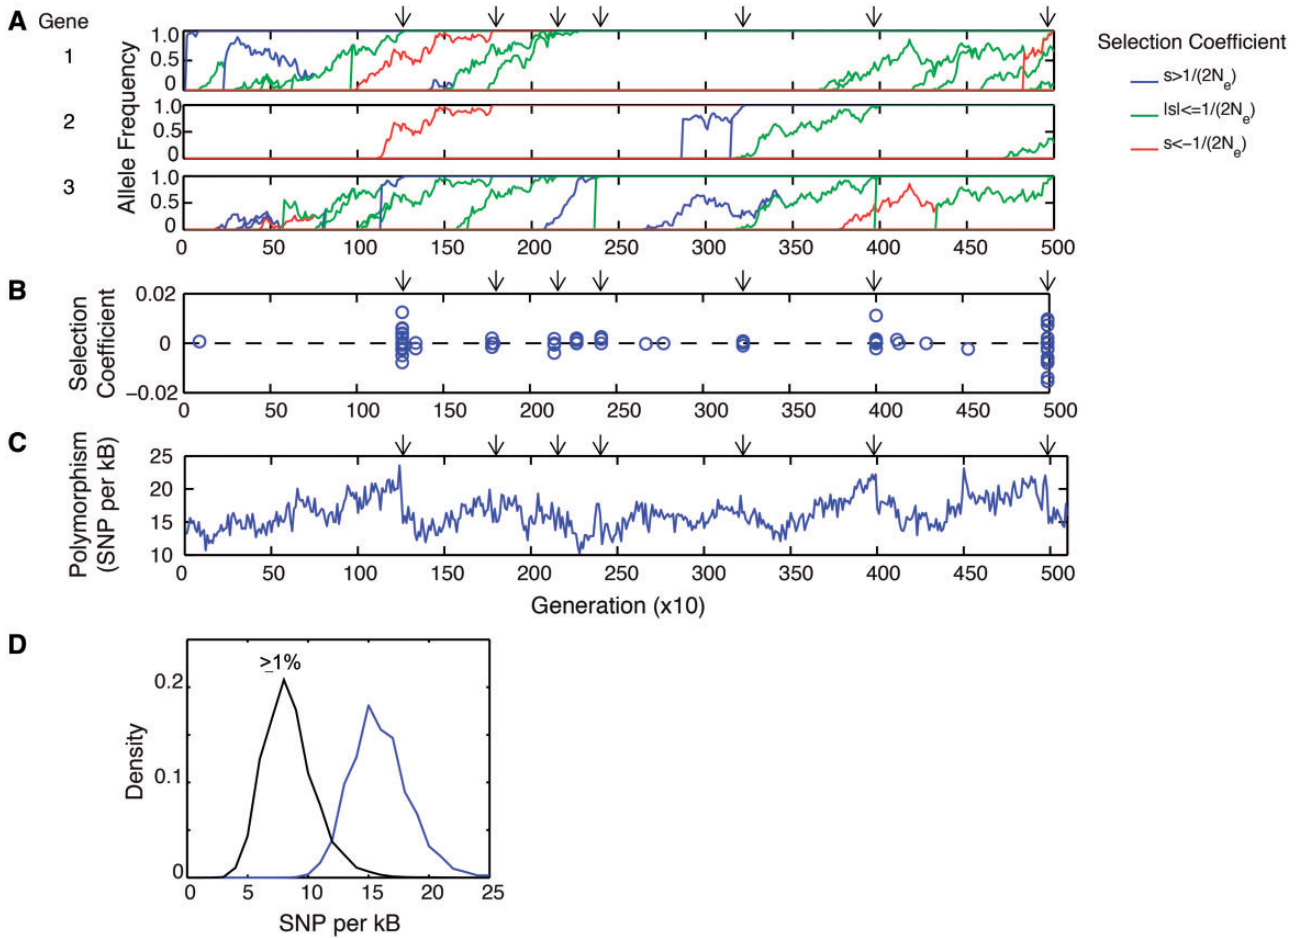 A
Gene
1
2
3
Allele Frequency
1.0
0.5
0
1.0
0.5
0
1.0
0.5
0
0 50 100 150 200 250 300 350 400 450 500
Selection Coefficient
s>1/(2Ne)
|s|<=1/(2Ne)
s<-1/(2Ne)
B
Selection
Coefficient
0.02
0
−0.02
0 50 100 150 200 250 300 350 400 450 500
C
Polymorphism
(SNP per kB)
25
20
15
10
0 50 100 150 200 250 300 350 400 450 500
Generation (x10)
D
≥1%
Density
0.2
0.1
0
0 5 10 15 20 25
SNP per kB